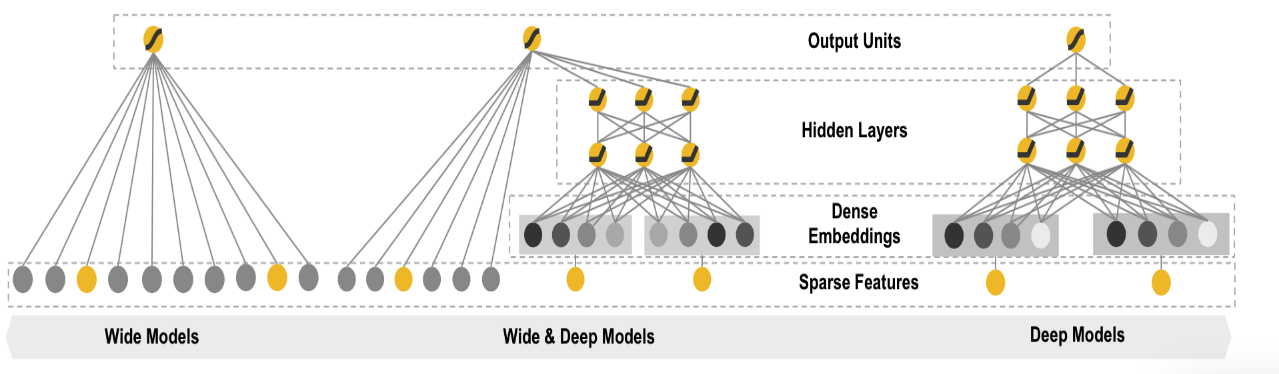 Output Units
Hidden Layers
Dense
Embeddings
Sparse Features
Wide Models
Wide & Deep Models
Deep Models